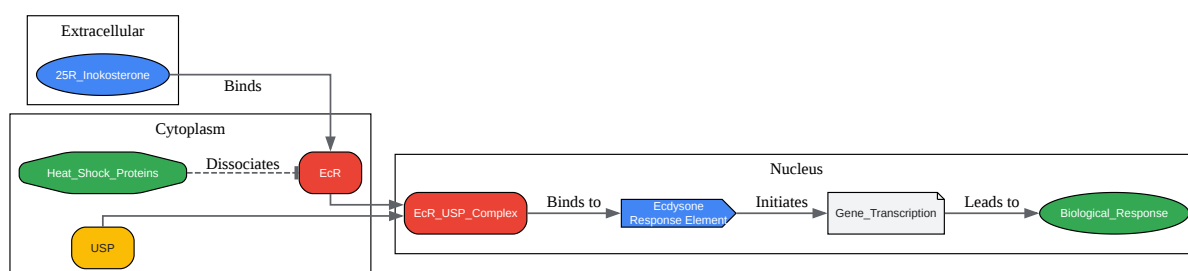 Extracellular
25R_Inokosterone
Binds
Cytoplasm
Heat_Shock_Proteins
Dissociates
EcR
USP
Nucleus
EcR_USP_Complex
Binds to
Ecdysone
Response Element
Initiates
Gene_Transcription
Leads to
Biological_Response